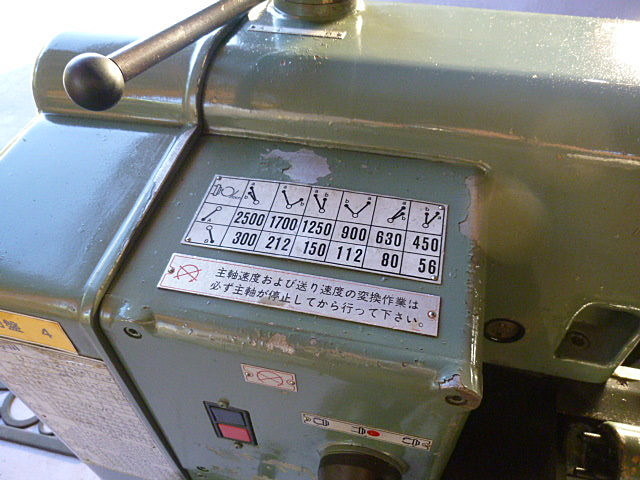 2500 1700 1250 900 630 450
300 212 150 112 80 56
主軸速度および送り速度の変換作業は
必ず主軸が停止してから行って下さい。
盤 4